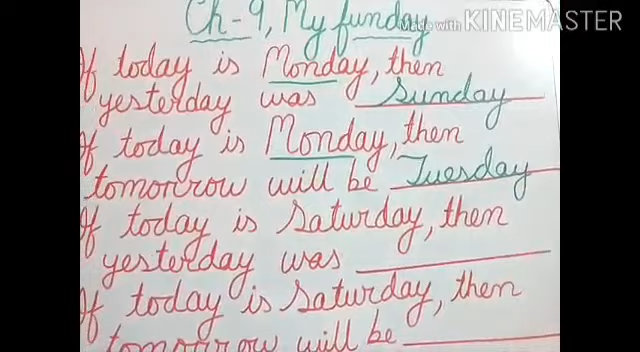 Ch-9, My funday
Made with KINEMASTER
If today is Monday, then
yesterday was Sunday
If today is Monday, then
tomorrow will be Tuesday
If today is Saturday, then
yesterday was
If today is Saturday, then
tomorrow will be